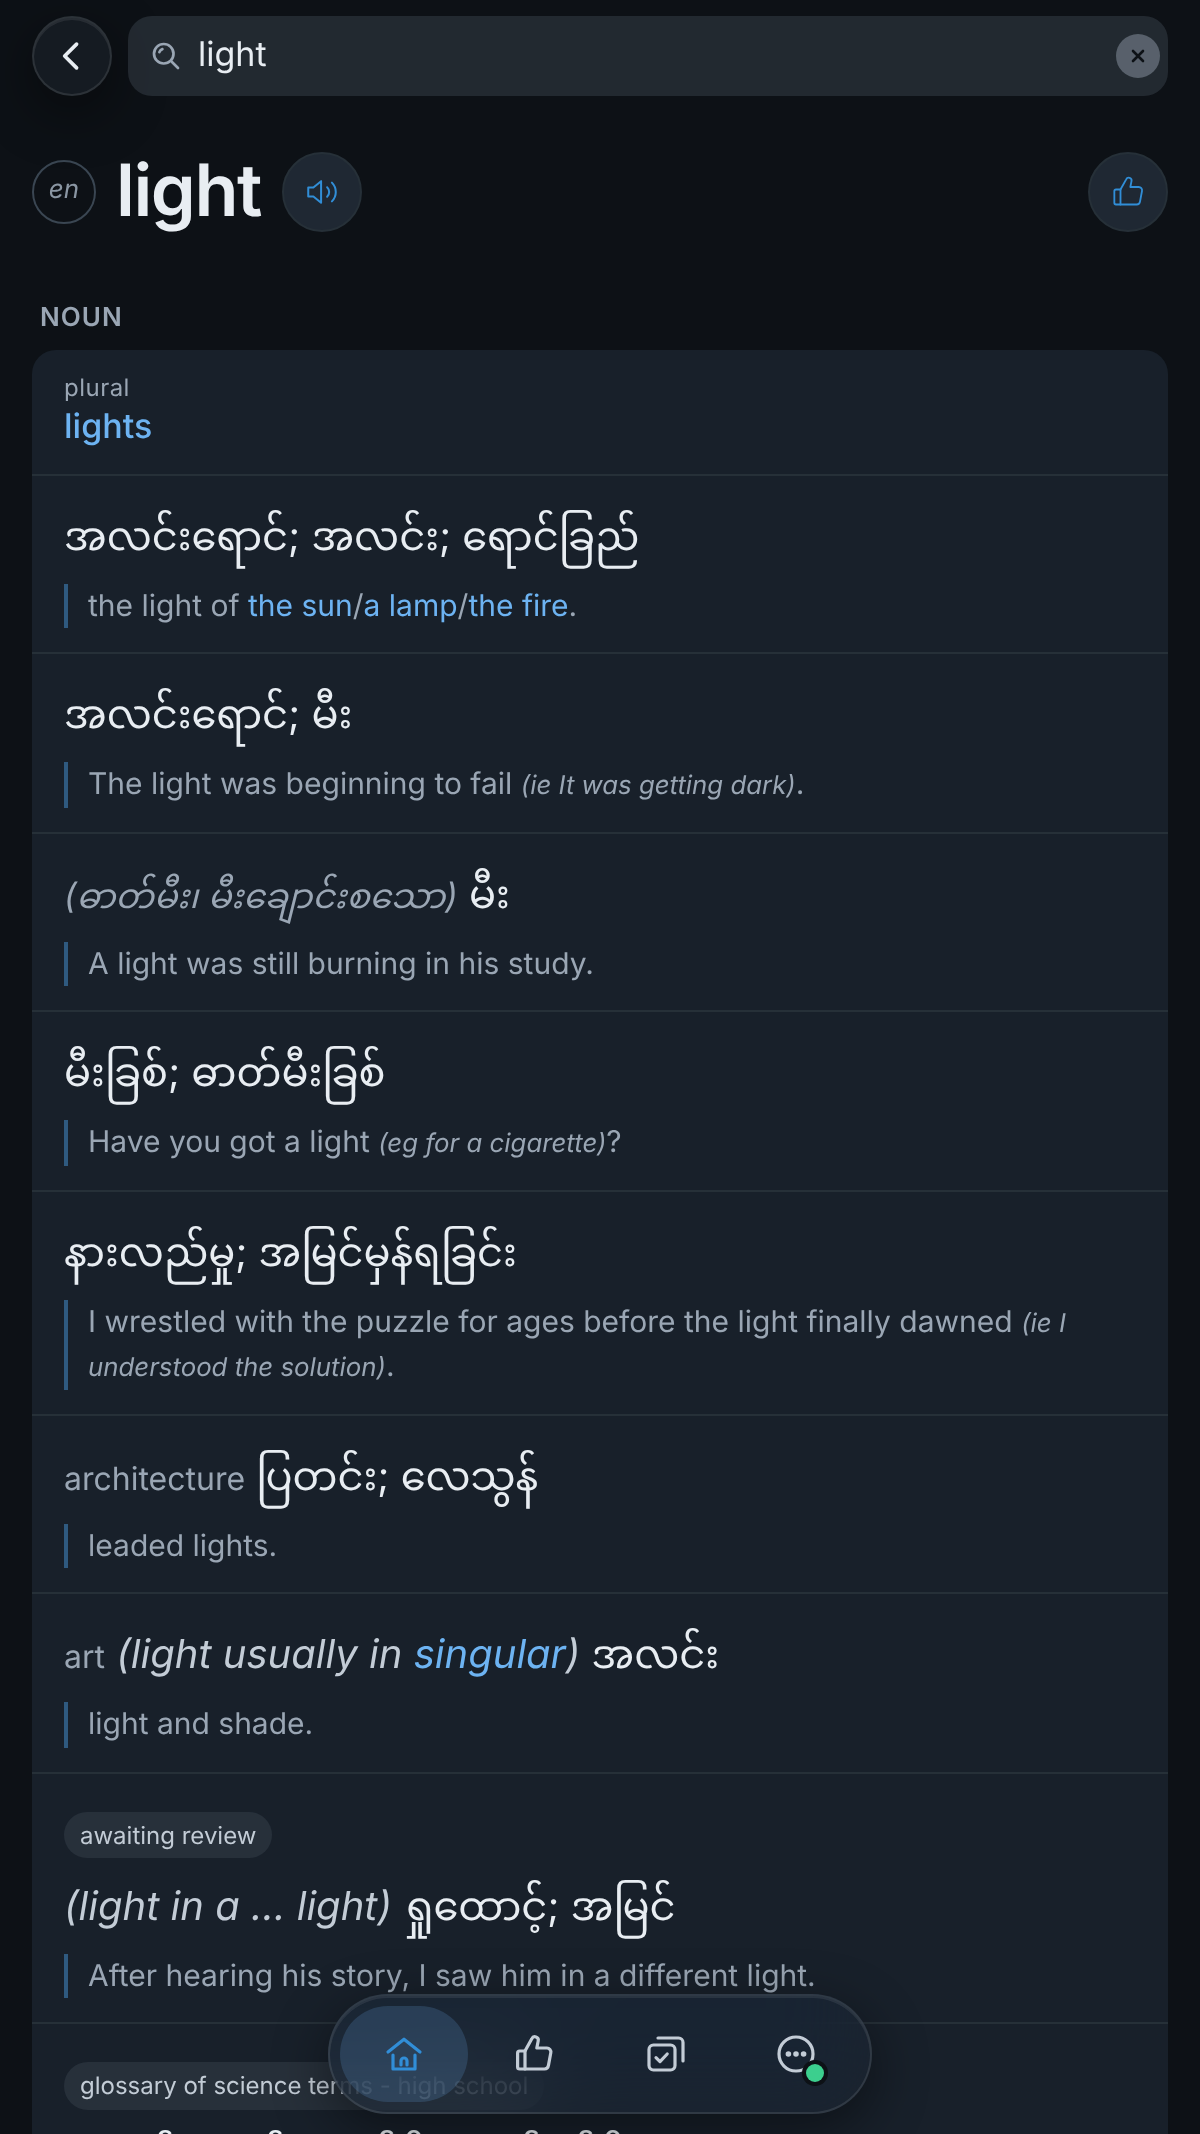 light
en light
NOUN
plural
lights
အလင်းရောင်; အလင်း; ရောင်ခြည်
the light of the sun/a lamp/the fire.
အလင်းရောင်; မီး
The light was beginning to fail (ie It was getting dark).
(ဓာတ်မီး၊ မီးချောင်းစသော) မီး
A light was still burning in his study.
မီးခြစ်; ဓာတ်မီးခြစ်
Have you got a light (eg for a cigarette)?
နားလည်မှု; အမြင်မှန်ရခြင်း
I wrestled with the puzzle for ages before the light finally dawned (ie I
understood the solution).
architecture ပြတင်း; လေသွန်
leaded lights.
art (light usually in singular) အလင်း
light and shade.
awaiting review
(light in a ... light) ရှုထောင့်; အမြင်
After hearing his story, I saw him in a different light.
glossary of science terms - high school